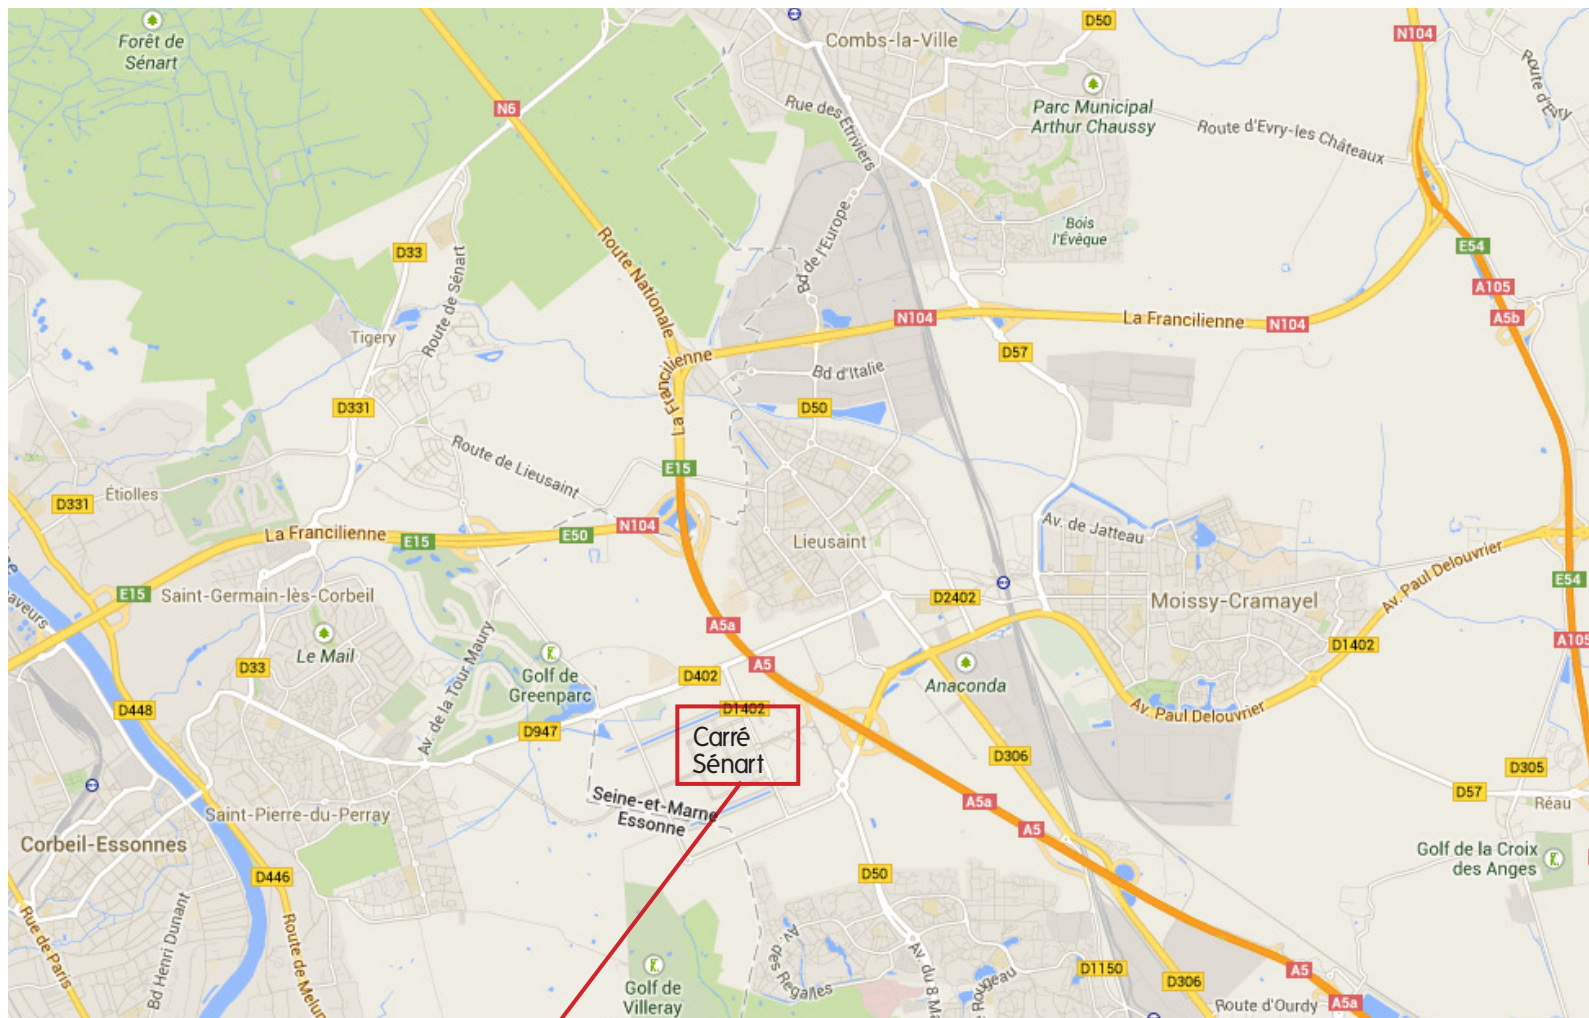 Forêt de
Sénart
Combs-la-Ville
D50
N104
Route d'Evry
N6
Rue des Etriviers
Parc Municipal
Arthur Chaussy
Route d'Evry-les Châteaux
D33
Route de Sénart
Route Nationale
Bd de l'Europe
Bois
l'Évêque
E54
A105
A5b
Tigery
La Francilienne
N104
La Francilienne
N104
D57
Bd d'Italie
D331
D50
La Francilienne
Route de Lieusaint
E15
Étiolles
D331
La Francilienne
E15
E50
N104
Lieusaint
Av. de Jatteau
Av. Paul Delouvrier
E54
E15
Saint-Germain-lès-Corbeil
D2402
Moissy-Cramayel
A5a
D1402
A105
Le Mail
D33
Av. de la Tour Maury
Golf de
Greenparc
D402
A5
Anaconda
D448
D947
D1402
Av. Paul Delouvrier
Carré
Sénart
D306
D305
D57
Réau
Seine-et-Marne
Essonne
A5a
A5
Saint-Pierre-du-Perray
Corbeil-Essonnes
D446
D50
Golf de la Croix
des Anges
Rue de Paris
Bd Henri Dunant
Route de Melun
Golf de
Villeray
Av. des Regalles
Av. du 8 Ma
Rougeau
D1150
D306
A5
A5a
Route d'Ourdy